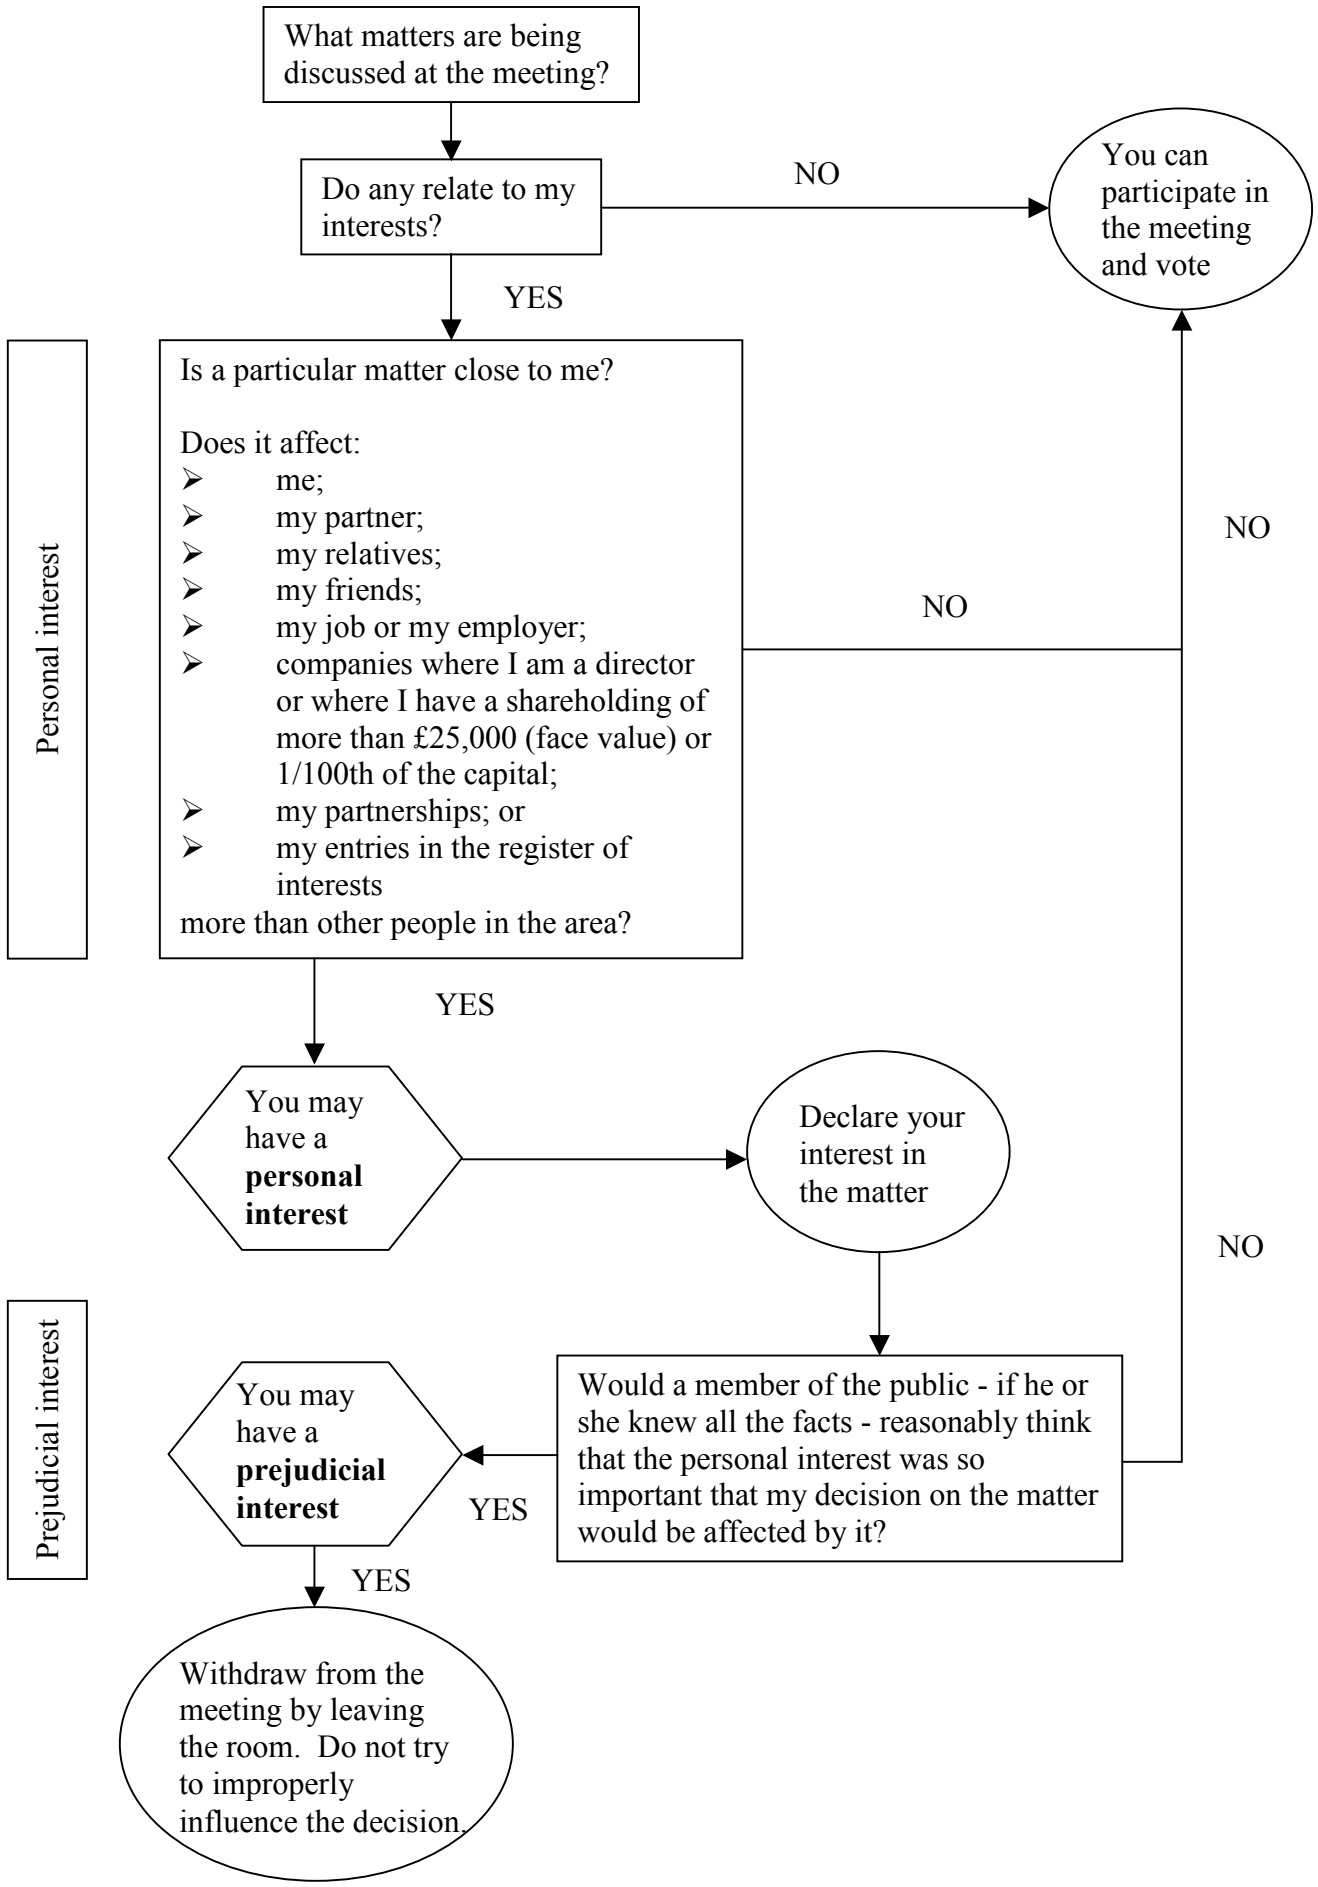 What matters are being
discussed at the meeting?
Do any relate to my
interests?
NO
You can
participate in
the meeting
and vote
YES
Personal interest
Is a particular matter close to me?
Does it affect:
➢ me;
➢ my partner;
➢ my relatives;
➢ my friends;
➢ my job or my employer;
➢ companies where I am a director
or where I have a shareholding of
more than £25,000 (face value) or
1/100th of the capital;
➢ my partnerships; or
➢ my entries in the register of
interests
more than other people in the area?
NO
NO
YES
You may
have a
personal
interest
Declare your
interest in
the matter
NO
Prejudicial interest
You may
have a
prejudicial
interest
YES
Would a member of the public - if he or
she knew all the facts - reasonably think
that the personal interest was so
important that my decision on the matter
would be affected by it?
YES
Withdraw from the
meeting by leaving
the room.  Do not try
to improperly
influence the decision.